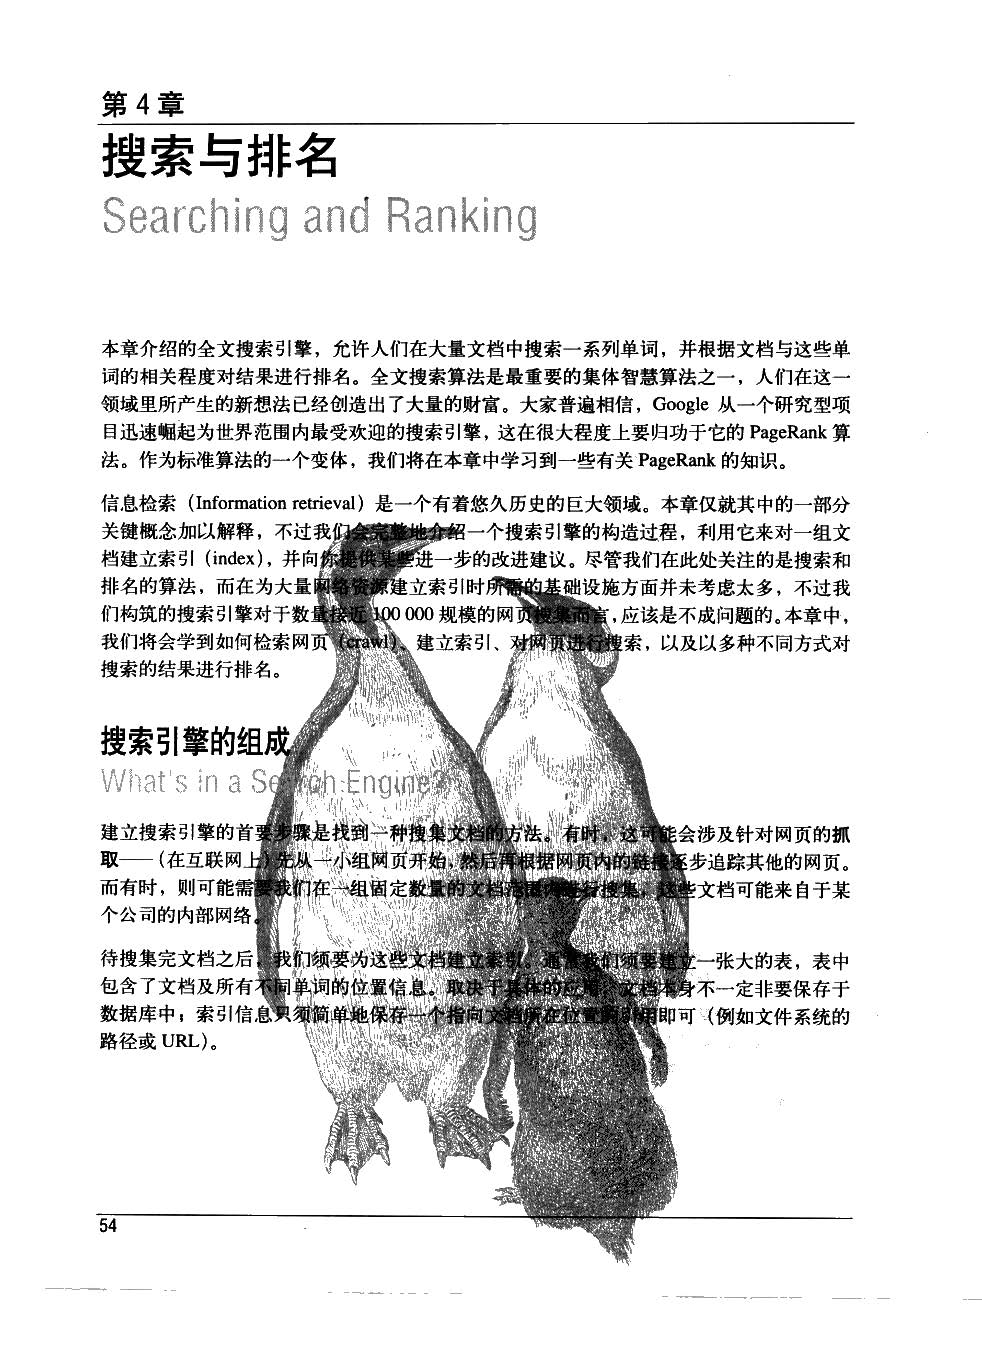 第 4 章
搜索与排名
Searching and Ranking
本章介绍的全文搜索引擎，允许人们在大量文档中搜索一系列单词，并根据文档与这些单
词的相关程度对结果进行排名。全文搜索算法是最重要的集体智慧算法之一，人们在这一
领域里所产生的新想法已经创造出了大量的财富。大家普遍相信，Google 从一个研究型项
目迅速崛起为世界范围内最受欢迎的搜索引擎，这在很大程度上要归功于它的 PageRank 算
法。作为标准算法的一个变体，我们将在本章中学习到一些有关 PageRank 的知识。
信息检索（Information retrieval）是一个有着悠久历史的巨大领域。本章仅就其中的一部分
关键概念加以解释，不过我们会完整地介绍一个搜索引擎的构造过程，利用它来对一组文
档建立索引（index），并向你提供某些进一步的改进建议。尽管我们在此处关注的是搜索和
排名的算法，而在为大量网络资源建立索引时所需的基础设施方面并未考虑太多，不过我
们构筑的搜索引擎对于数量接近 100 000 规模的网页搜集而言，应该是不成问题的。本章中，
我们将会学到如何检索网页（crawl）、建立索引、对网页进行搜索，以及以多种不同方式对
搜索的结果进行排名。
搜索引擎的组成
What's in a Search Engine?
建立搜索引擎的首要步骤是找到一种搜集文档的方法。有时，这可能会涉及针对网页的抓
取——（在互联网上）先从一小组网页开始，然后再根据网页内的链接逐步追踪其他的网页。
而有时，则可能需要我们在一组固定数量的文档范围内进行搜集，这些文档可能来自于某
个公司的内部网络。
待搜集完文档之后，我们须要为这些文档建立索引。通常我们须要建立一张大的表，表中
包含了文档及所有不同单词的位置信息。取决于具体的应用，文档本身不一定非要保存于
数据库中；索引信息只须简单地保存一个指向文档所在位置的引用即可（例如文件系统的
路径或 URL）。
54